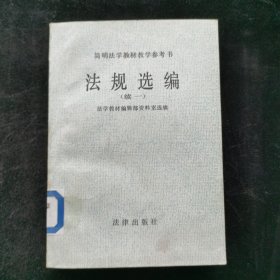 简明法学教材教学参考书
法规选编
(续一)
法学教材编辑部资料室选编
法律出版社